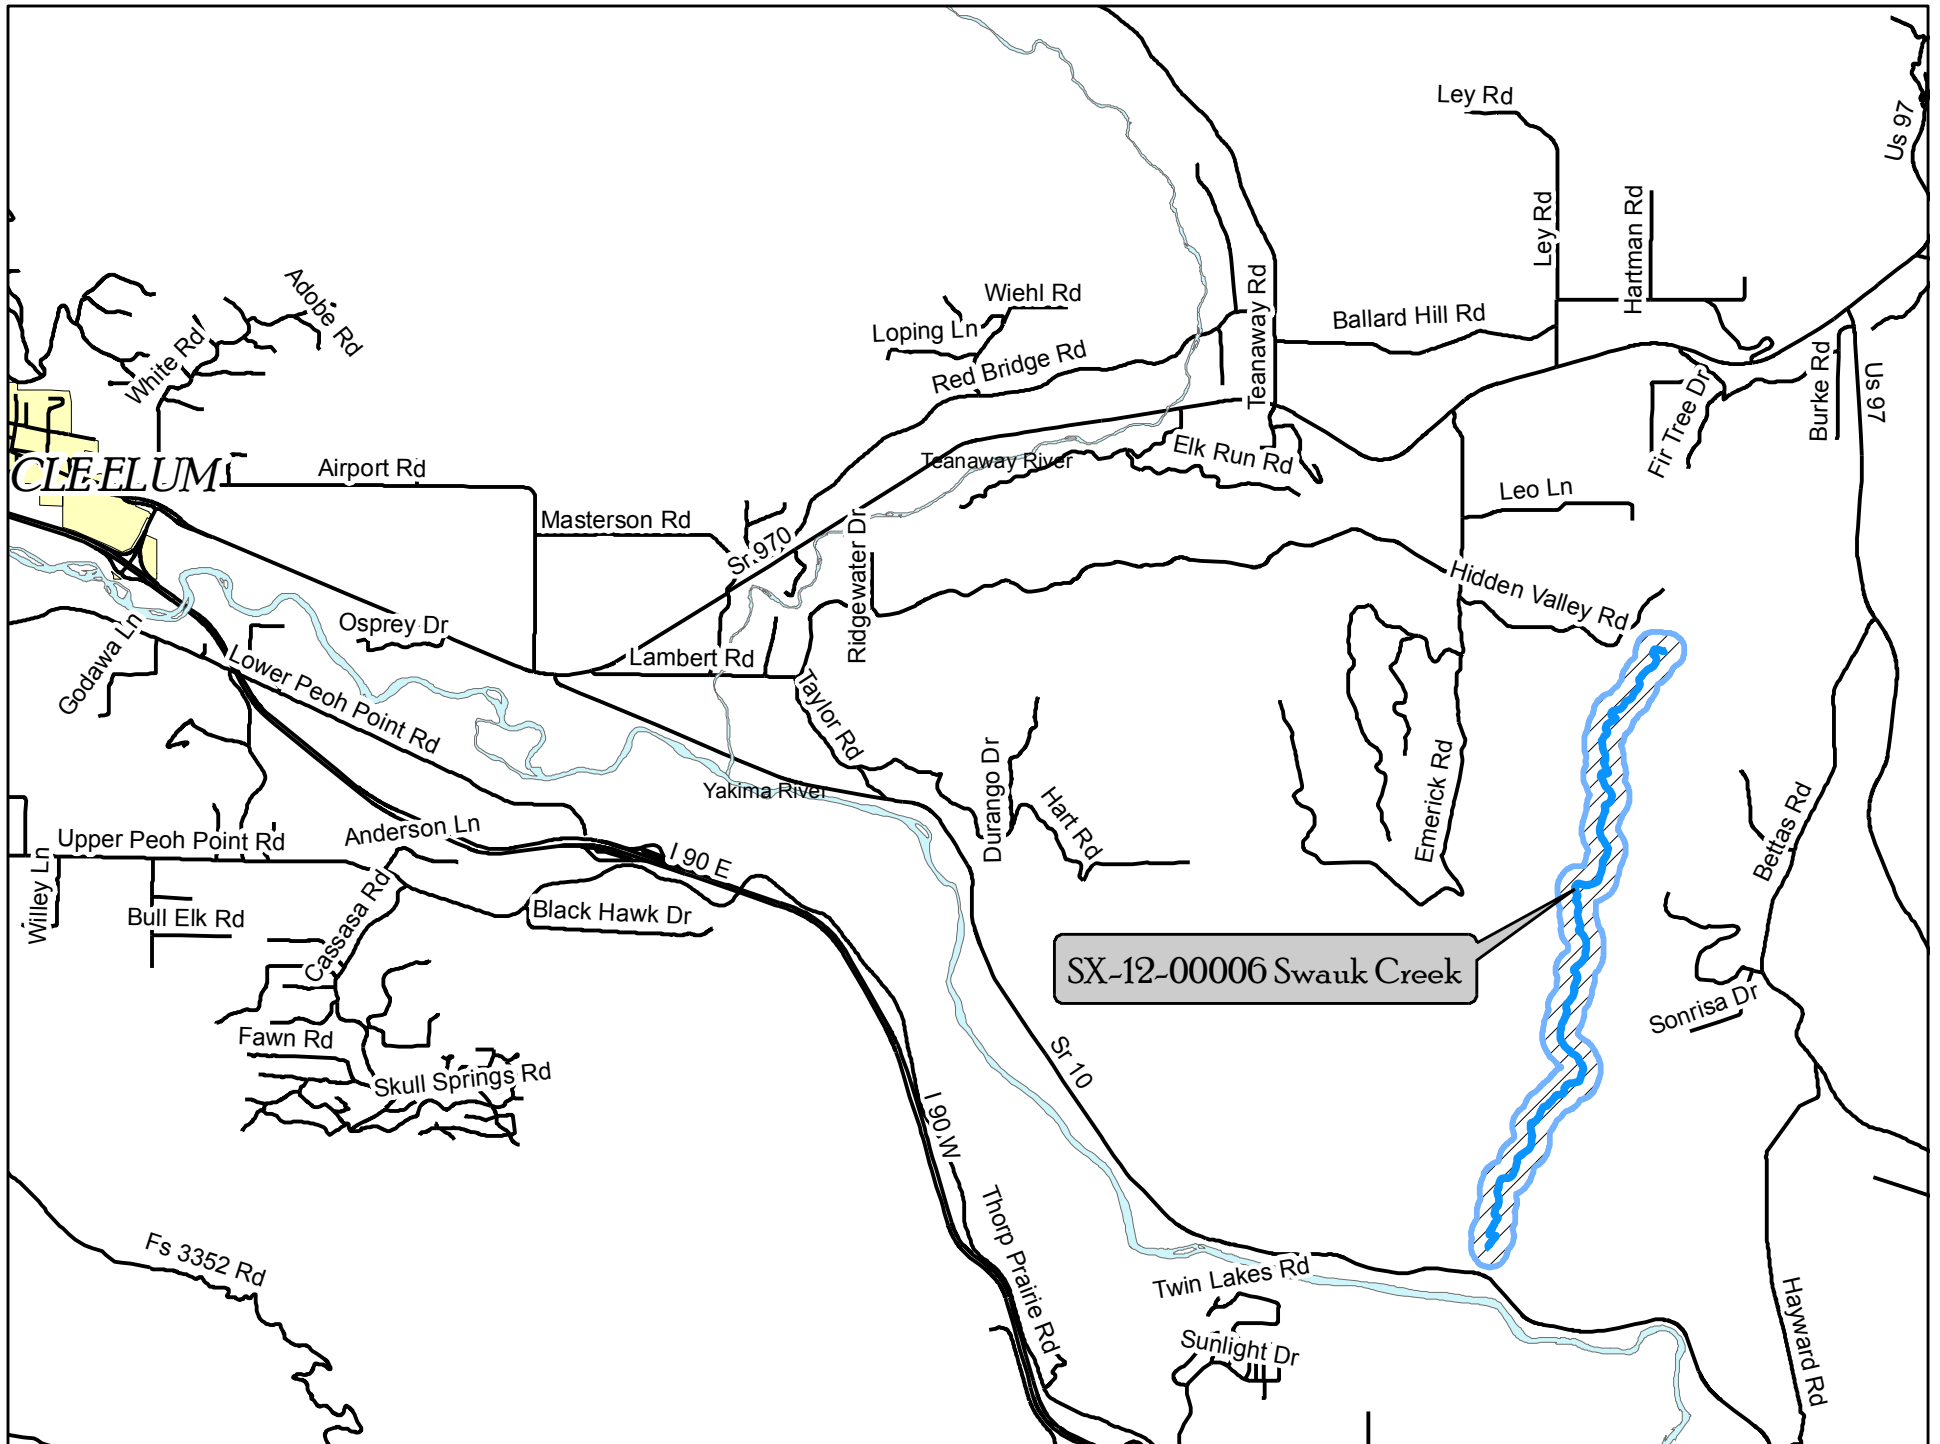 Ley Rd
Us 97
Ley Rd
Hartman Rd
Adobe Rd
Wiehl Rd
Teanaway Rd
Loping Ln
Ballard Hill Rd
White Rd
Red Bridge Rd
Burke Rd
Us 97
Fir Tree Dr
CLE ELUM
Airport Rd
Teanaway River
Elk Run Rd
Leo Ln
Masterson Rd
Sr 970
Ridgewater Dr
Hidden Valley Rd
Osprey Dr
Godawa Ln
Lower Peoh Point Rd
Lambert Rd
Taylor Rd
Yakima River
Durango Dr
Hart Rd
Emerick Rd
Bettas Rd
Upper Peoh Point Rd
Anderson Ln
I 90 E
Willey Ln
Bull Elk Rd
Cassasa Rd
Black Hawk Dr
SX-12-00006 Swauk Creek
Sonrisa Dr
Fawn Rd
Skull Springs Rd
Sr 10
I 90 W
Thorp Prairie Rd
Fs 3352 Rd
Twin Lakes Rd
Sunlight Dr
Hayward Rd